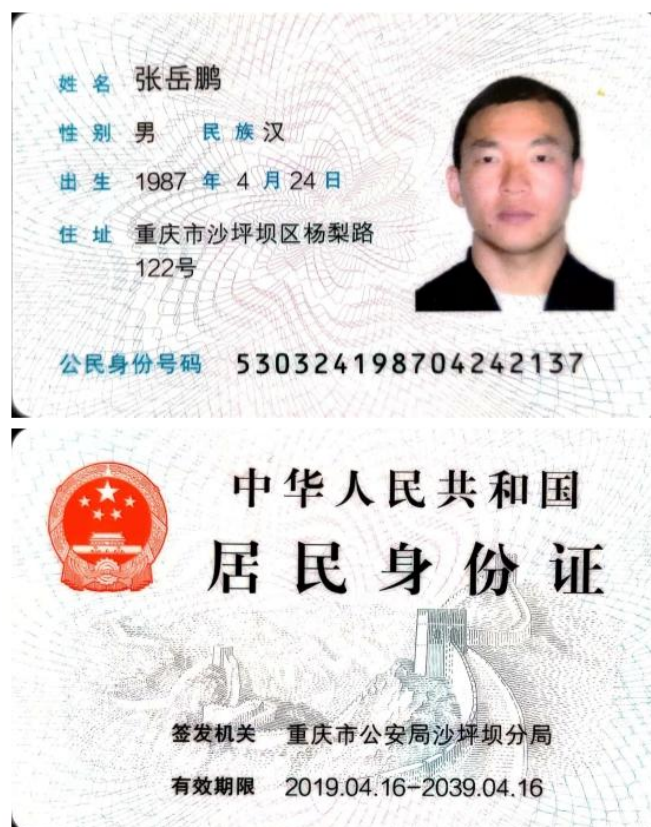 姓名 张岳鹏
性别 男 民族 汉
出生 1987 年 4 月 24 日
住址 重庆市沙坪坝区杨梨路
122号
公民身份号码 530324198704242137
中华人民共和国
居民身份证
签发机关 重庆市公安局沙坪坝分局
有效期限 2019.04.16-2039.04.16